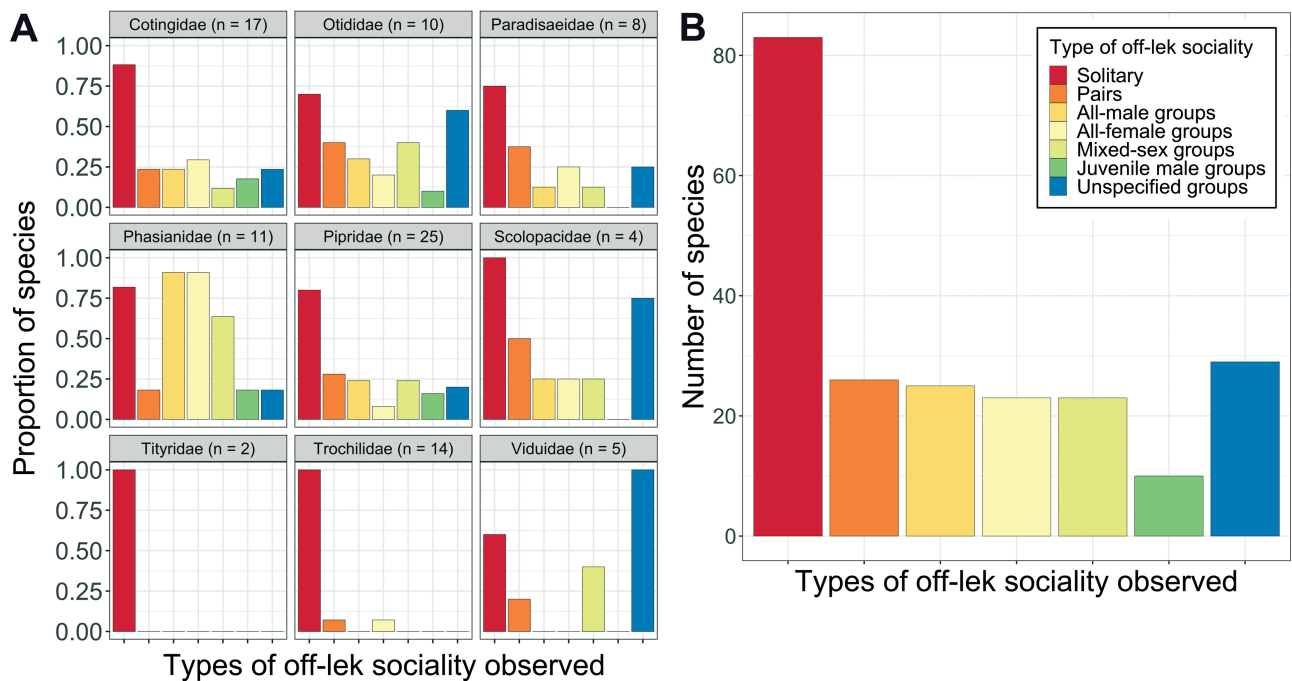 A
Proportion of species
Cotingidae (n = 17)
Otididae (n = 10)
Paradisaeidae (n = 8)
1.00
0.75
0.50
0.25
0.00
Phasianidae (n = 11)
Pipridae (n = 25)
Scolopacidae (n = 4)
1.00
0.75
0.50
0.25
0.00
Tityridae (n = 2)
Trochilidae (n = 14)
Viduidae (n = 5)
1.00
0.75
0.50
0.25
0.00
Types of off-lek sociality observed
B
Number of species
80
60
40
20
0
Type of off-lek sociality
Solitary
Pairs
All-male groups
All-female groups
Mixed-sex groups
Juvenile male groups
Unspecified groups
Types of off-lek sociality observed